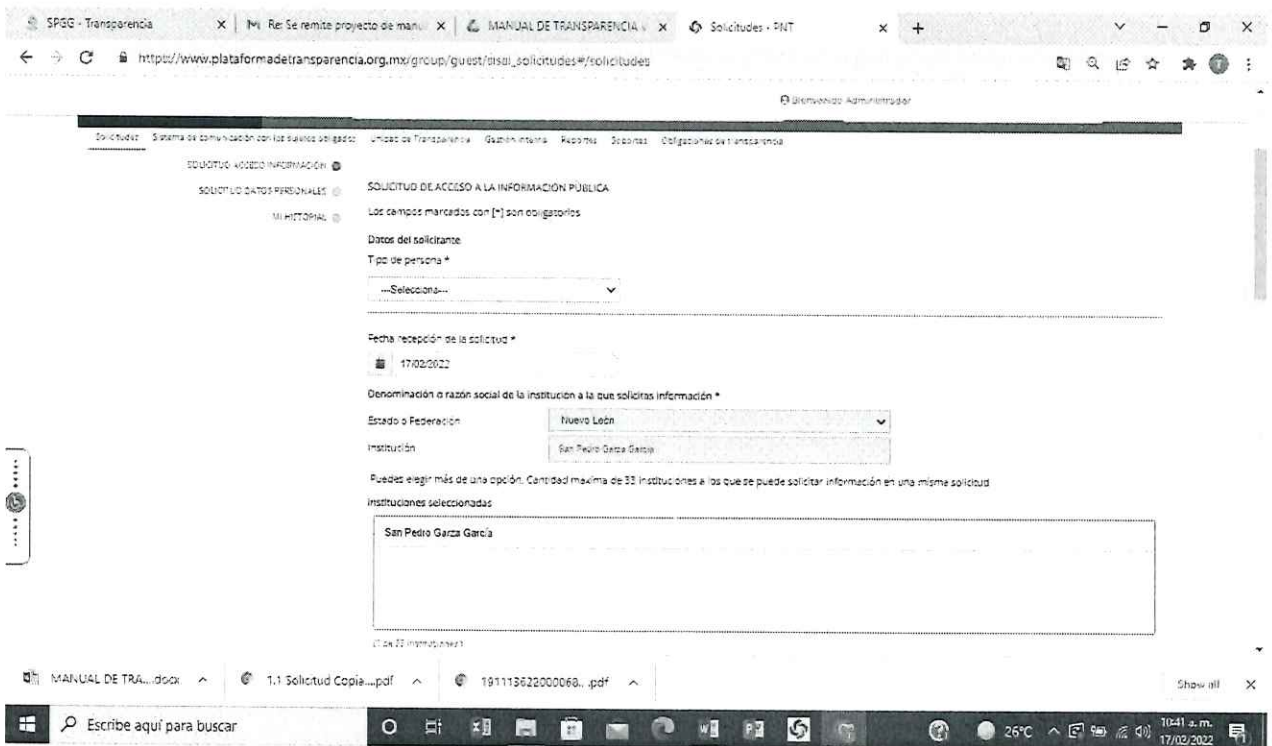 SPGG - Transparencia
Re: Se remite proyecto de manu
MANUAL DE TRANSPARENCIA
Solicitudes - PNT
https://www.plataformadetransparencia.org.mx/group/guest/sisai_solicitudes#/solicitudes
Bienvenido Administrador
Solicitudes Sistema de comunicación con los sujetos obligados Unidad de Transparencia Gestión interna Reportes Soportes Obligaciones de transparencia
SOLICITUD ACCESO INFORMACIÓN
SOLICITUD DATOS PERSONALES
MI HISTORIAL
SOLICITUD DE ACCESO A LA INFORMACIÓN PÚBLICA
Los campos marcados con [*] son obligatorios
Datos del solicitante
Tipo de persona *
---Selecciona---
Fecha recepción de la solicitud *
17/02/2022
Denominación o razón social de la institución a la que solicitas información *
Estado o Federación
Nuevo León
Institución
San Pedro Garza García
Puedes elegir más de una opción. Cantidad maxima de 33 instituciones a los que se puede solicitar información en una misma solicitud
Instituciones seleccionadas
San Pedro Garza García
(1 de 33 instituciones)
MANUAL DE TRA....docx
1.1 Solicitud Copia....pdf
191113622000068....pdf
Show all
Escribe aquí para buscar
26°C
10:41 a. m.
17/02/2022